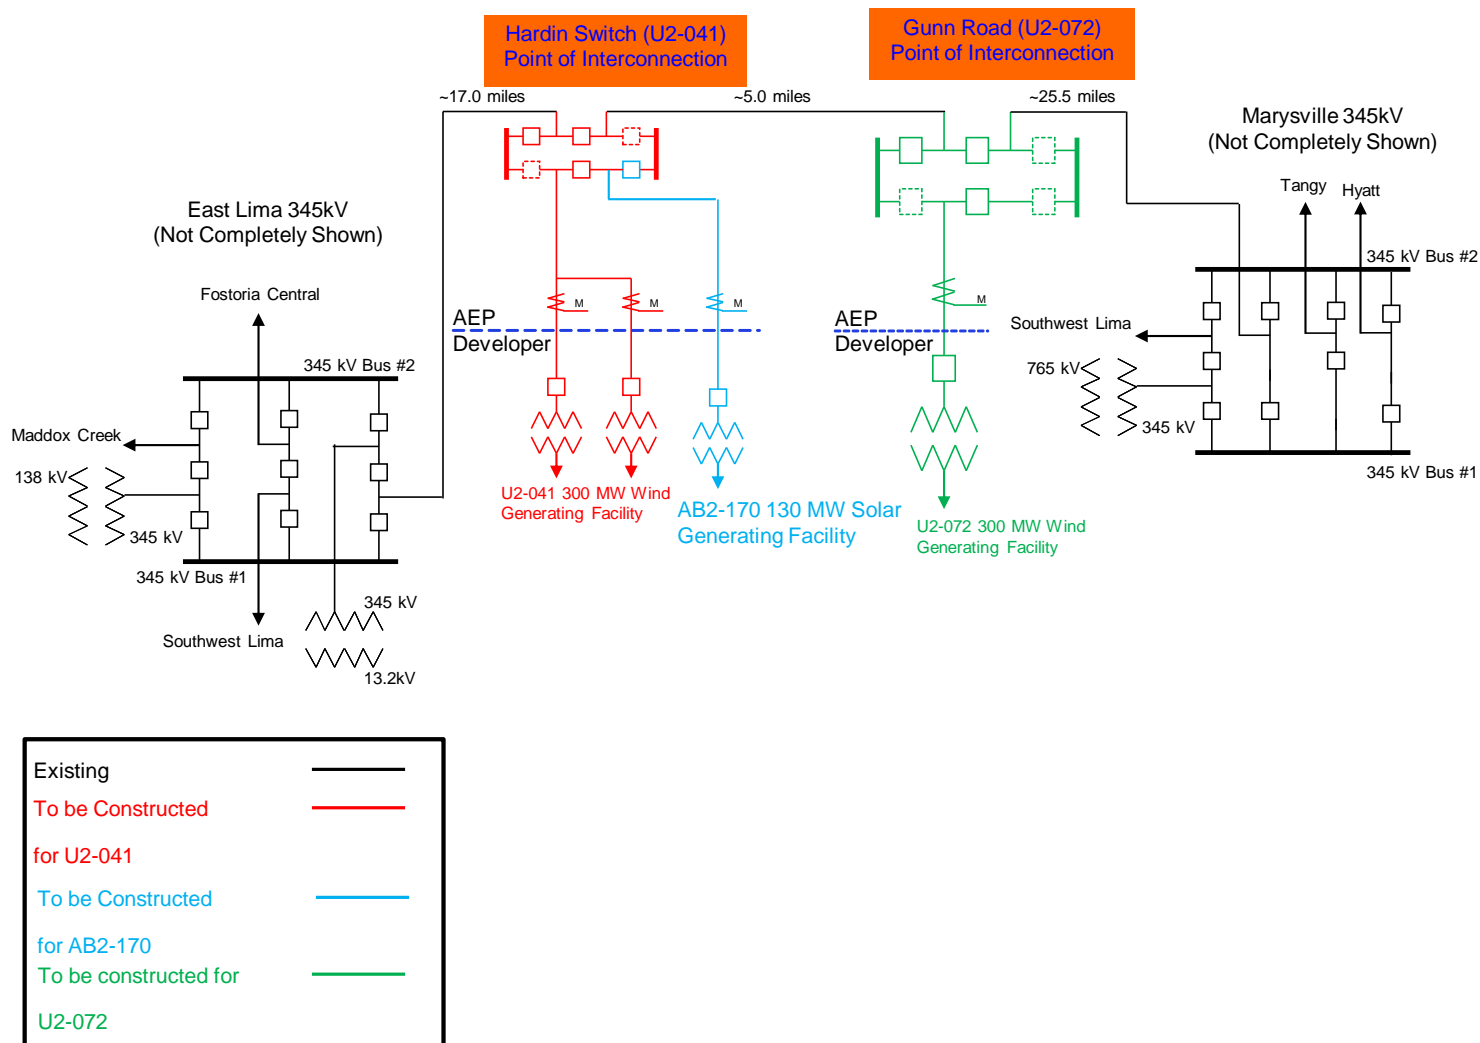 Hardin Switch (U2-041)
Point of Interconnection
Gunn Road (U2-072)
Point of Interconnection
~17.0 miles
~5.0 miles
~25.5 miles
Marysville 345kV
(Not Completely Shown)
Tangy
Hyatt
East Lima 345kV
(Not Completely Shown)
345 kV Bus #2
Fostoria Central
M
M
M
M
AEP
Developer
AEP
Developer
Southwest Lima
345 kV Bus #2
765 kV
345 kV
345 kV Bus #1
Maddox Creek
138 kV
345 kV
345 kV Bus #1
U2-041 300 MW Wind
Generating Facility
AB2-170 130 MW Solar
Generating Facility
U2-072 300 MW Wind
Generating Facility
345 kV
Southwest Lima
13.2kV
Existing
To be Constructed
for U2-041
To be Constructed
for AB2-170
To be constructed for
U2-072